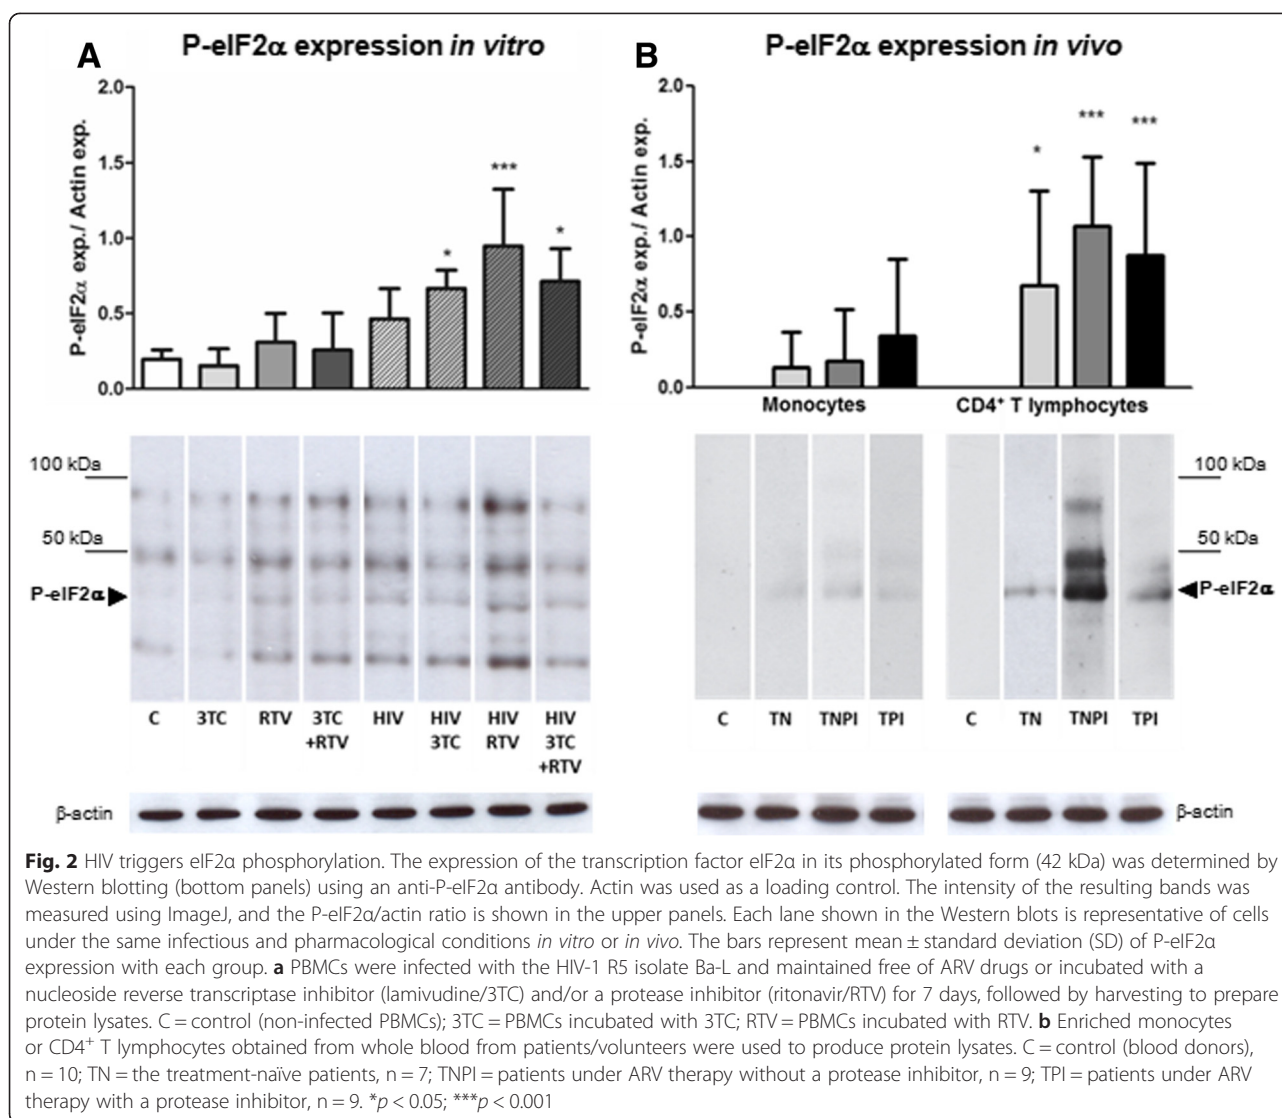 A
P-eIF2α expression in vitro
P-eIF2α exp./ Actin exp.
2.0
1.5
1.0
0.5
0.0
***
*
*
B
P-eIF2α expression in vivo
P-eIF2α exp./ Actin exp.
2.0
1.5
1.0
0.5
0.0
*
***
***
Monocytes
CD4+ T lymphocytes
100 kDa
50 kDa
P-eIF2α
C
3TC
RTV
3TC
+RTV
HIV
HIV
3TC
HIV
RTV
HIV
3TC
+RTV
β-actin
100 kDa
50 kDa
P-eIF2α
C
TN
TNPI
TPI
C
TN
TNPI
TPI
β-actin
Fig. 2 HIV triggers eIF2α phosphorylation. The expression of the transcription factor eIF2α in its phosphorylated form (42 kDa) was determined by
Western blotting (bottom panels) using an anti-P-eIF2α antibody. Actin was used as a loading control. The intensity of the resulting bands was
measured using ImageJ, and the P-eIF2α/actin ratio is shown in the upper panels. Each lane shown in the Western blots is representative of cells
under the same infectious and pharmacological conditions in vitro or in vivo. The bars represent mean ± standard deviation (SD) of P-eIF2α
expression with each group. a PBMCs were infected with the HIV-1 R5 isolate Ba-L and maintained free of ARV drugs or incubated with a
nucleoside reverse transcriptase inhibitor (lamivudine/3TC) and/or a protease inhibitor (ritonavir/RTV) for 7 days, followed by harvesting to prepare
protein lysates. C = control (non-infected PBMCs); 3TC = PBMCs incubated with 3TC; RTV = PBMCs incubated with RTV. b Enriched monocytes
or CD4+ T lymphocytes obtained from whole blood from patients/volunteers were used to produce protein lysates. C = control (blood donors),
n = 10; TN = the treatment-naïve patients, n = 7; TNPI = patients under ARV therapy without a protease inhibitor, n = 9; TPI = patients under ARV
therapy with a protease inhibitor, n = 9. *p < 0.05; ***p < 0.001